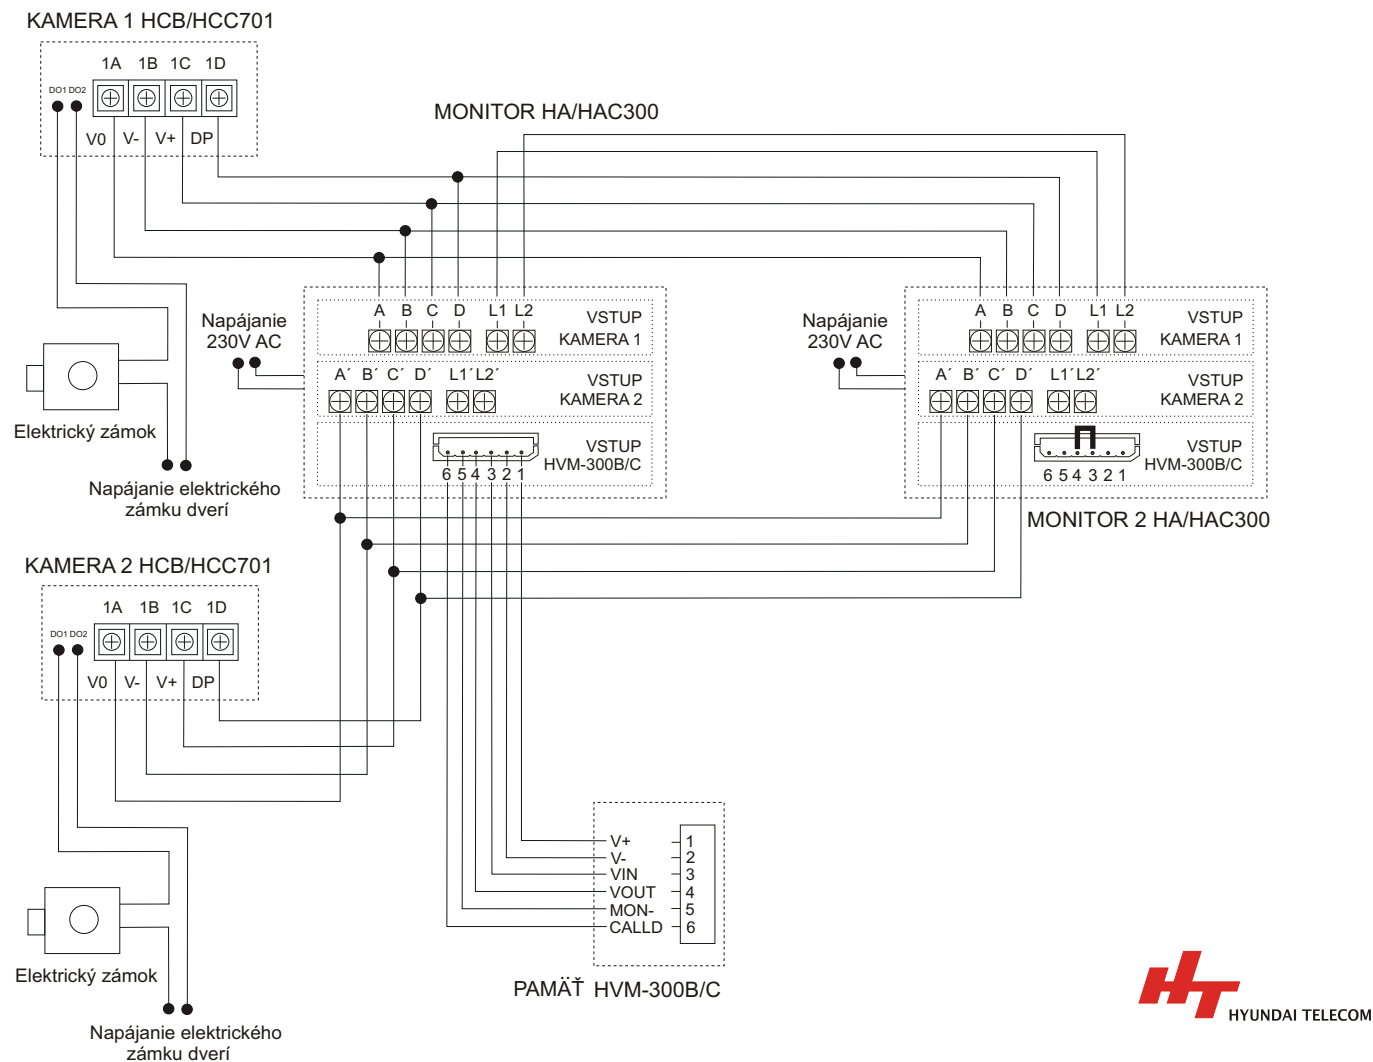 KAMERA 1 HCB/HCC701
1A 1B 1C 1D
DO1 DO2
V0 V- V+ DP
MONITOR HA/HAC300
Napájanie
230V AC
A B C D L1 L2
VSTUP
KAMERA 1
A´ B´ C´ D´ L1´ L2´
VSTUP
KAMERA 2
VSTUP
HVM-300B/C
6 5 4 3 2 1
Napájanie
230V AC
A B C D L1 L2
VSTUP
KAMERA 1
A´ B´ C´ D´ L1´ L2´
VSTUP
KAMERA 2
VSTUP
HVM-300B/C
6 5 4 3 2 1
MONITOR 2 HA/HAC300
Elektrický zámok
Napájanie elektrického
zámku dverí
KAMERA 2 HCB/HCC701
1A 1B 1C 1D
DO1 DO2
V0 V- V+ DP
Elektrický zámok
Napájanie elektrického
zámku dverí
V+ 1
V- 2
VIN 3
VOUT 4
MON- 5
CALLD 6
PAMÄŤ HVM-300B/C
HT
HYUNDAI TELECOM